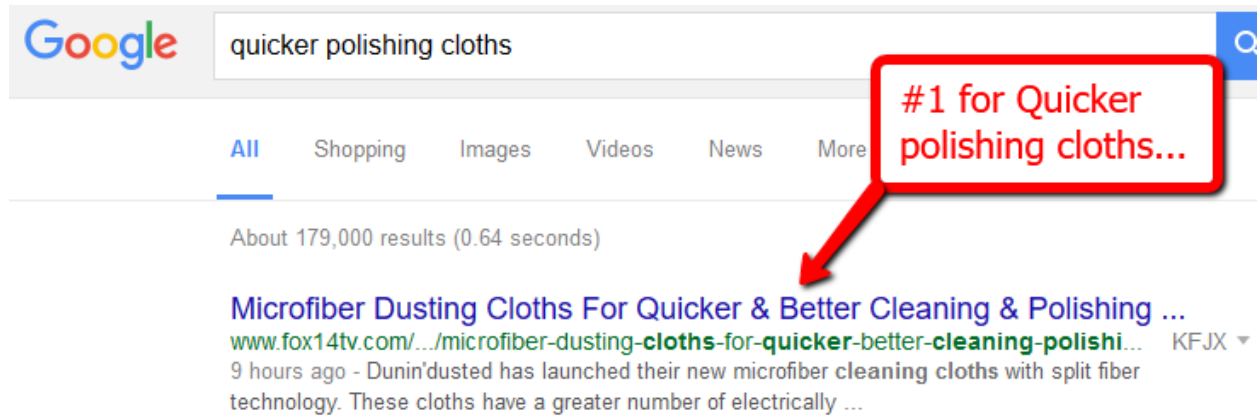 Google
quicker polishing cloths
#1 for Quicker
polishing cloths...
All Shopping Images Videos News More
About 179,000 results (0.64 seconds)
Microfiber Dusting Cloths For Quicker & Better Cleaning & Polishing ...
www.fox14tv.com/.../microfiber-dusting-cloths-for-quicker-better-cleaning-polishi... KFJX
9 hours ago - Dunin'dusted has launched their new microfiber cleaning cloths with split fiber
technology. These cloths have a greater number of electrically ...